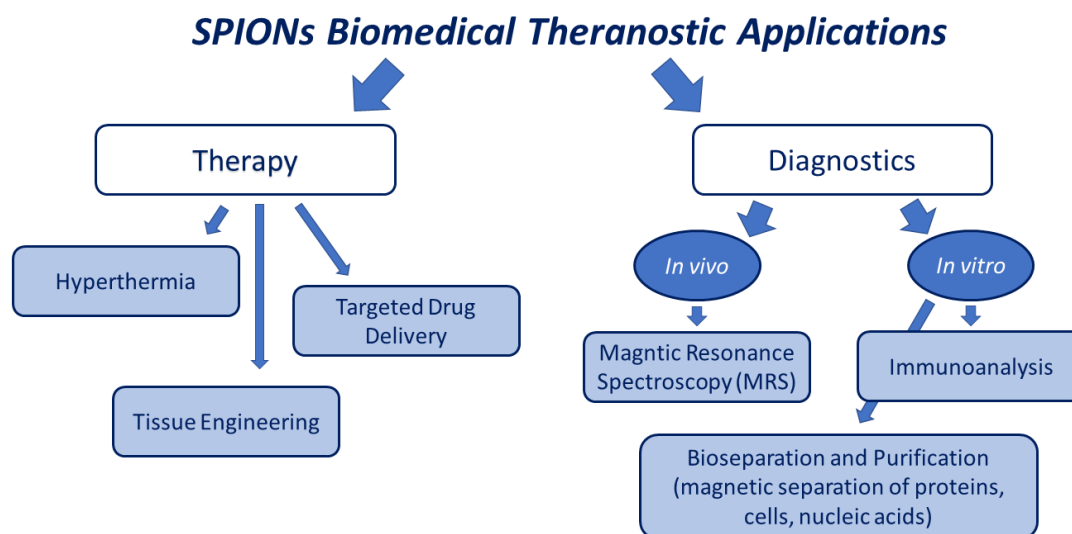 SPIONs Biomedical Theranostic Applications
Therapy
Diagnostics
Hyperthermia
Targeted Drug
Delivery
Tissue Engineering
In vivo
In vitro
Magntic Resonance
Spectroscopy (MRS)
Immunoanalysis
Bioseparation and Purification
(magnetic separation of proteins,
cells, nucleic acids)